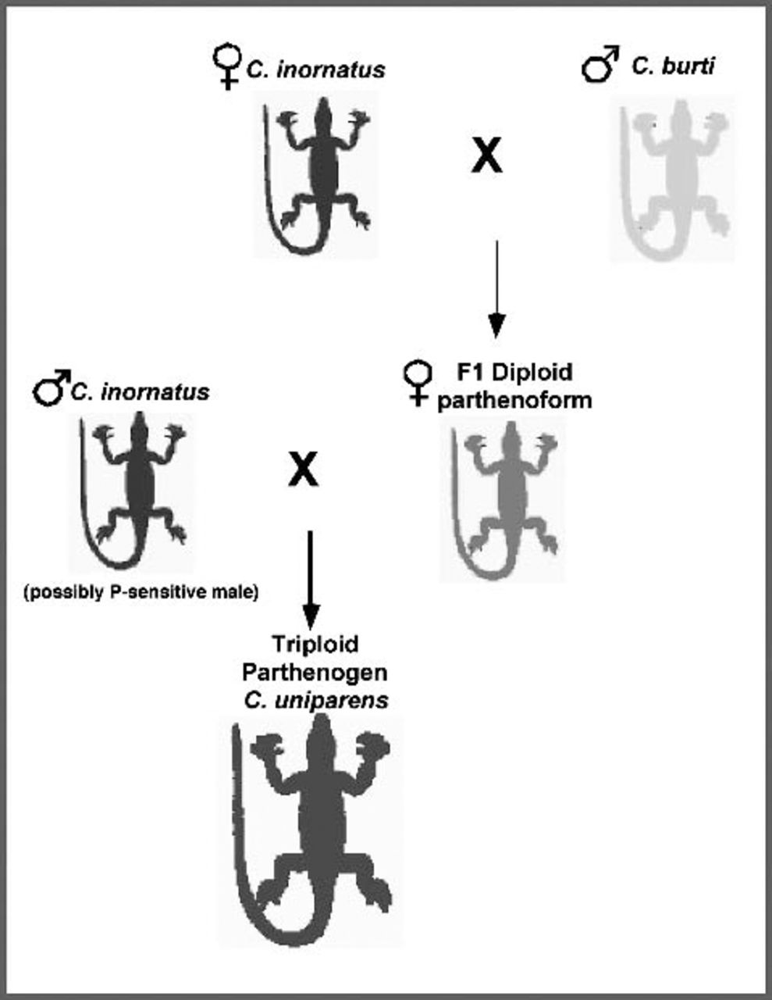 ♀ C. inornatus
♂ C. burti
X
♂ C. inornatus
♀ F1 Diploid
parthenoform
X
(possibly P-sensitive male)
Triploid
Parthenogen
C. uniparens